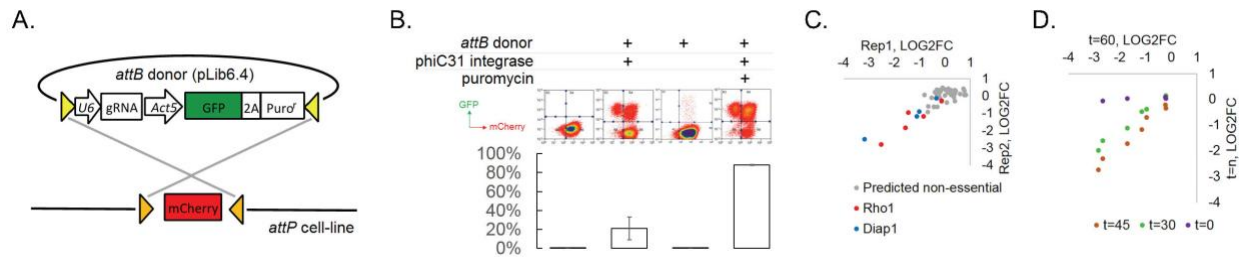 A.
attB donor (pLib6.4)
U6 gRNA Act5 GFP 2A Puroʳ
mCherry
attP cell-line
B.
attB donor + + +
phiC31 integrase + +
puromycin +
GFP
mCherry
100%
80%
60%
40%
20%
0%
C.
Rep1, LOG2FC
-4 -3 -2 -1 0 1
1
0
-1
-2
-3
-4
Rep2, LOG2FC
Predicted non-essential
Rho1
Diap1
D.
t=60, LOG2FC
-4 -3 -2 -1 0 1
1
0
-1
-2
-3
-4
t=n, LOG2FC
t=45 t=30 t=0